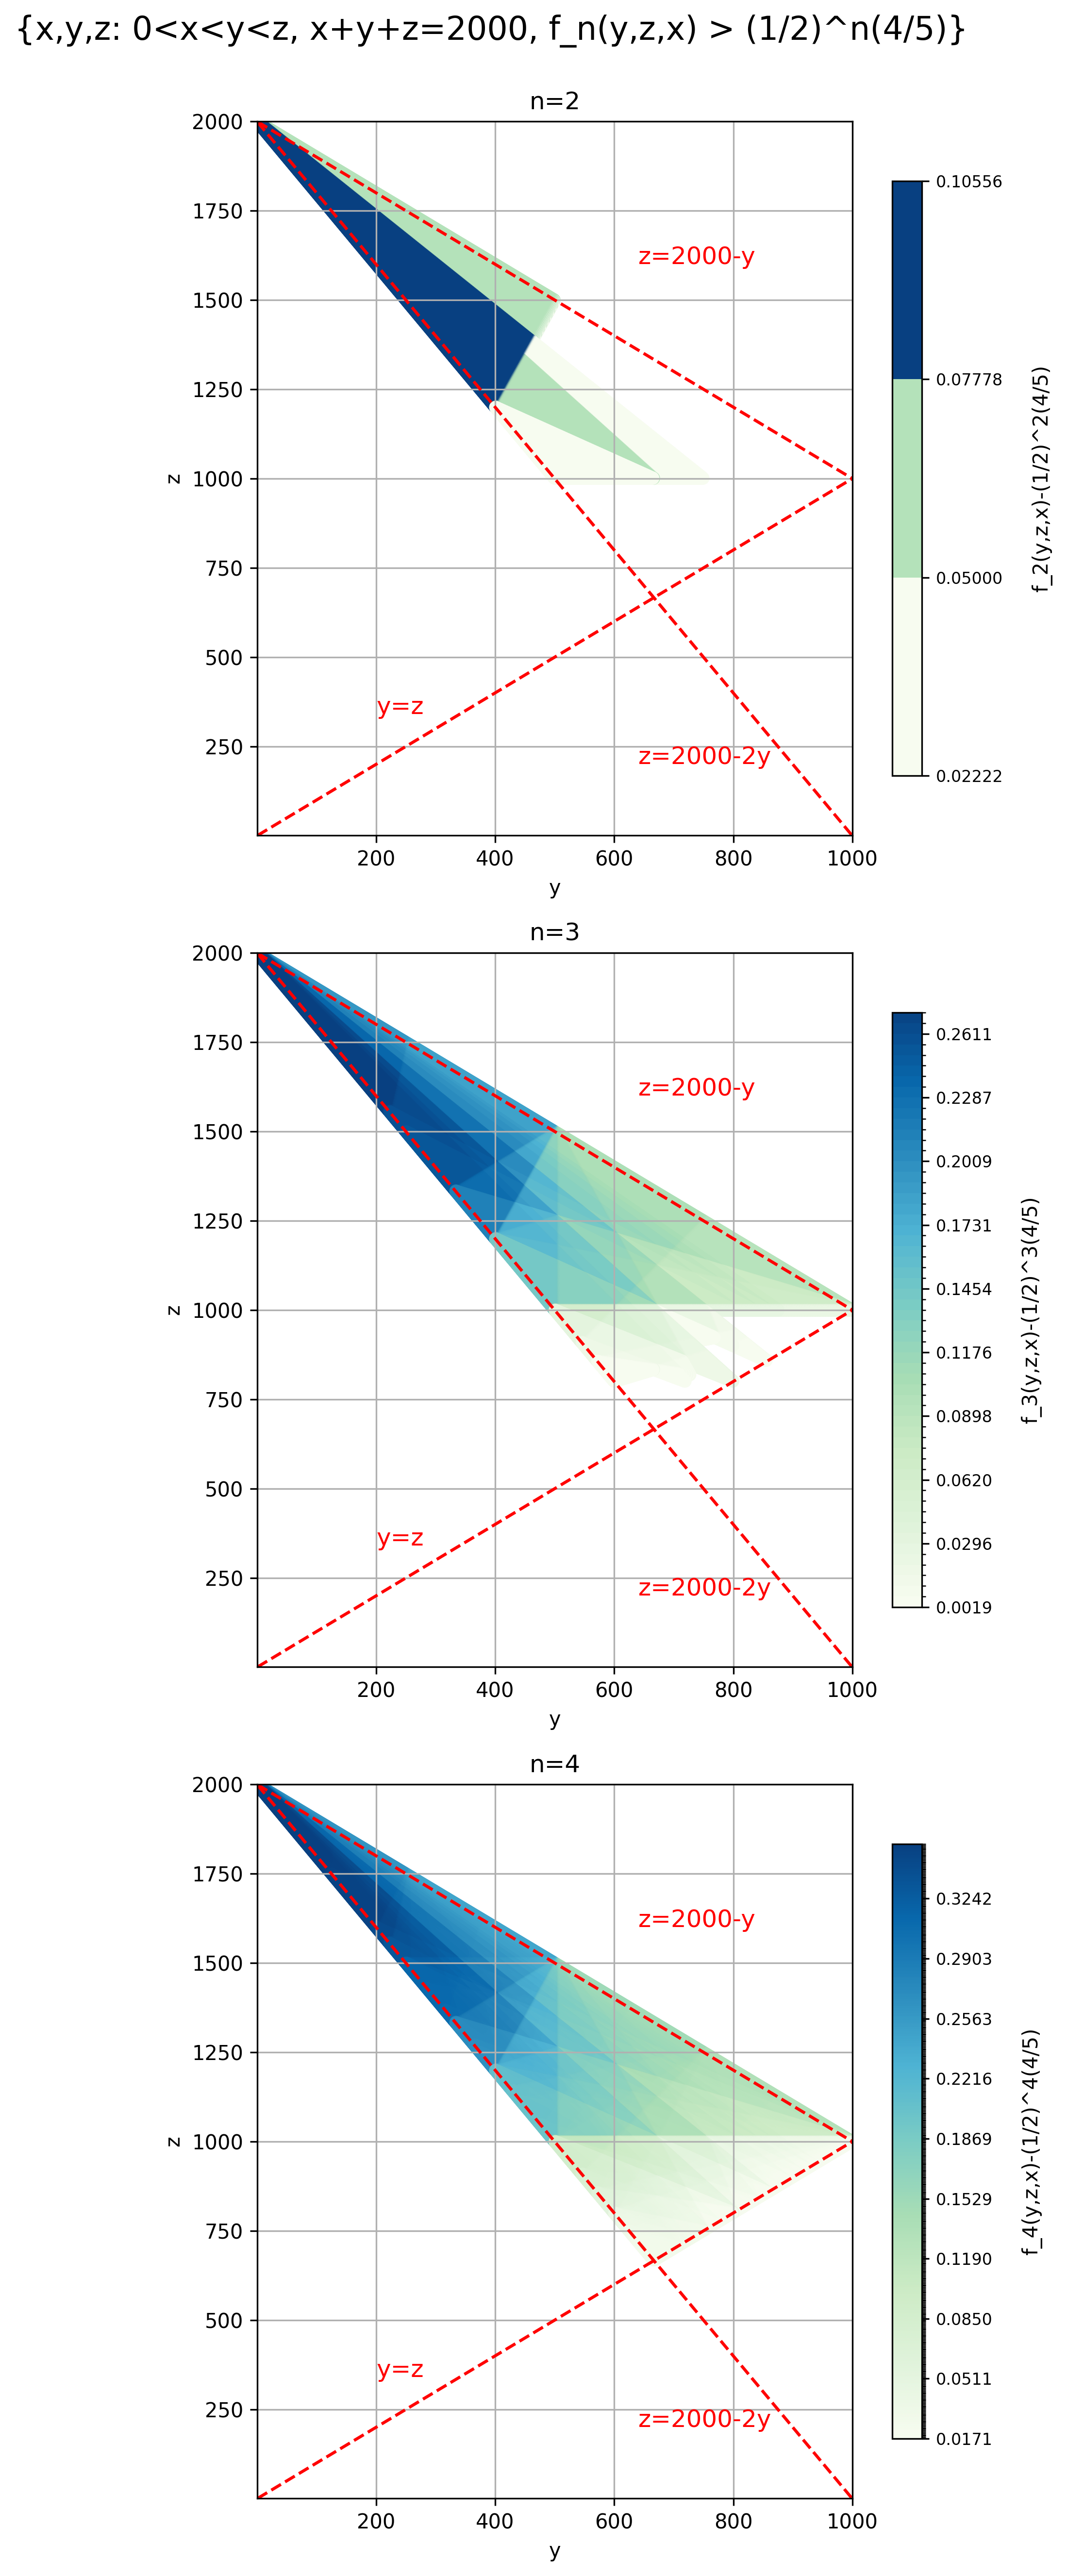 {x,y,z: 0<x<y<z, x+y+z=2000, f_n(y,z,x) > (1/2)^n(4/5)}
n=2
2000
1750
1500
1250
1000
750
500
250
z
200
400
600
800
1000
y
z=2000-y
y=z
z=2000-2y
0.10556
0.07778
0.05000
0.02222
f_2(y,z,x)-(1/2)^2(4/5)
n=3
2000
1750
1500
1250
1000
750
500
250
z
200
400
600
800
1000
y
z=2000-y
y=z
z=2000-2y
0.2611
0.2287
0.2009
0.1731
0.1454
0.1176
0.0898
0.0620
0.0296
0.0019
f_3(y,z,x)-(1/2)^3(4/5)
n=4
2000
1750
1500
1250
1000
750
500
250
z
200
400
600
800
1000
y
z=2000-y
y=z
z=2000-2y
0.3242
0.2903
0.2563
0.2216
0.1869
0.1529
0.1190
0.0850
0.0511
0.0171
f_4(y,z,x)-(1/2)^4(4/5)